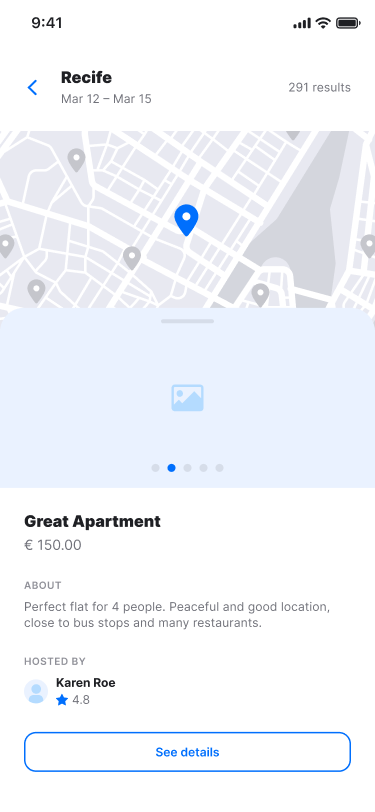 9:41
Recife
Mar 12 – Mar 15
291 results
Great Apartment
€ 150.00
ABOUT
Perfect flat for 4 people. Peaceful and good location,
close to bus stops and many restaurants.
HOSTED BY
Karen Roe
4.8
See details